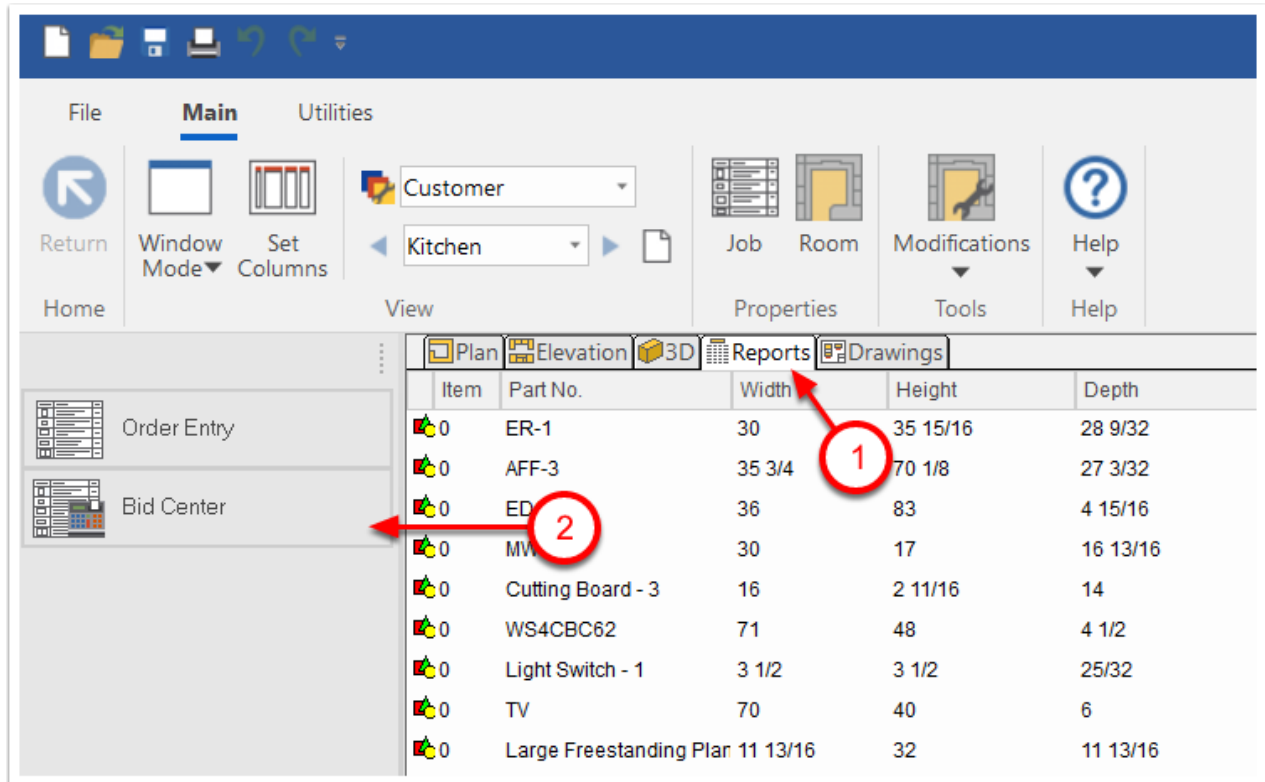 File Main Utilities
Customer
Kitchen
Return Window Mode Set Columns Job Room Modifications Help
Home View Properties Tools Help
Plan Elevation 3D Reports Drawings
Item Part No. Width Height Depth
Order Entry
Bid Center
0 ER-1 30 35 15/16 28 9/32
0 AFF-3 35 3/4 70 1/8 27 3/32
0 ED 36 83 4 15/16
0 30 17 16 13/16
0 Cutting Board - 3 16 2 11/16 14
0 WS4CBC62 71 48 4 1/2
0 Light Switch - 1 3 1/2 3 1/2 25/32
0 TV 70 40 6
0 Large Freestanding Plan 11 13/16 32 11 13/16
1
2